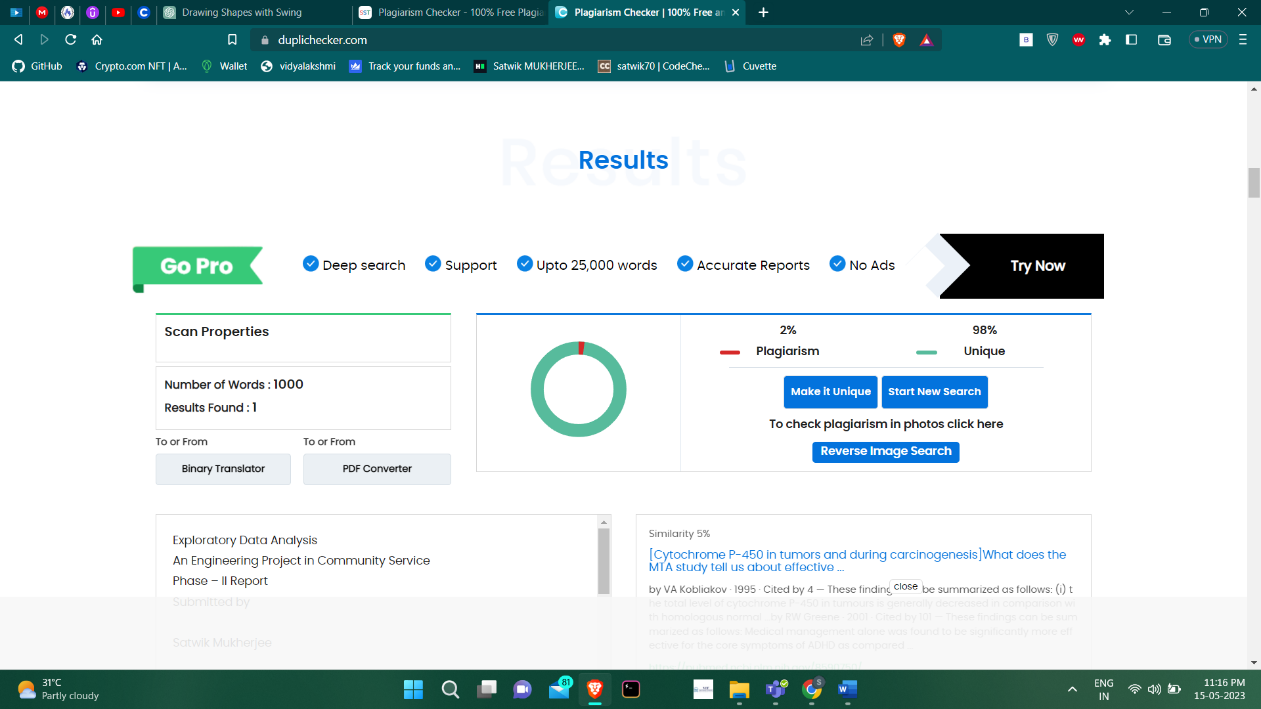 Drawing Shapes with Swing
Plagiarism Checker - 100% Free Plagia
Plagiarism Checker | 100% Free an
duplichecker.com
VPN
GitHub
Crypto.com NFT | A...
Wallet
vidyalakshmi
Track your funds an...
Satwik MUKHERJEE...
CC
satwik70 | CodeChe...
Cuvette
Results
Results
Go Pro
Deep search
Support
Upto 25,000 words
Accurate Reports
No Ads
Try Now
Scan Properties
Number of Words : 1000
Results Found : 1
To or From
To or From
Binary Translator
PDF Converter
2%
98%
Plagiarism
Unique
Make it Unique
Start New Search
To check plagiarism in photos click here
Reverse Image Search
Exploratory Data Analysis
An Engineering Project in Community Service
Phase – II Report
Submitted by
Satwik Mukherjee
Similarity 5%
[Cytochrome P-450 in tumors and during carcinogenesis]What does the
MTA study tell us about effective ...
by VA Kobliakov · 1995 · Cited by 4 — These finding
close
be summarized as follows: (i) t
he total level of cytochrome P-450 in tumours is generally decreased in comparison wi
th homologous normal ...by RW Greene · 2001 · Cited by 101 — These findings can be sum
marized as follows: Medical management alone was found to be significantly more eff
ective for the core symptoms of ADHD as compared ...
31°C
Partly cloudy
81
ENG
IN
11:16 PM
15-05-2023